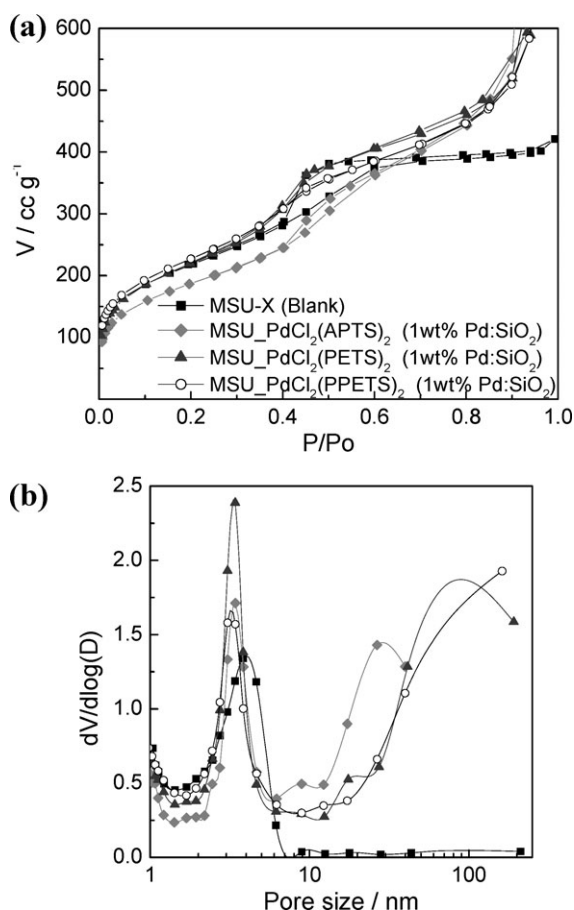 (a)
600
500
400
300
200
100
V / cc g⁻¹
MSU-X (Blank)
MSU_PdCl₂(APTS)₂ (1wt% Pd:SiO₂)
MSU_PdCl₂(PETS)₂ (1wt% Pd:SiO₂)
MSU_PdCl₂(PPETS)₂ (1wt% Pd:SiO₂)
0.0 0.2 0.4 0.6 0.8 1.0
P/Po
(b)
2.5
2.0
1.5
1.0
0.5
0.0
dV/dlog(D)
1 10 100
Pore size / nm